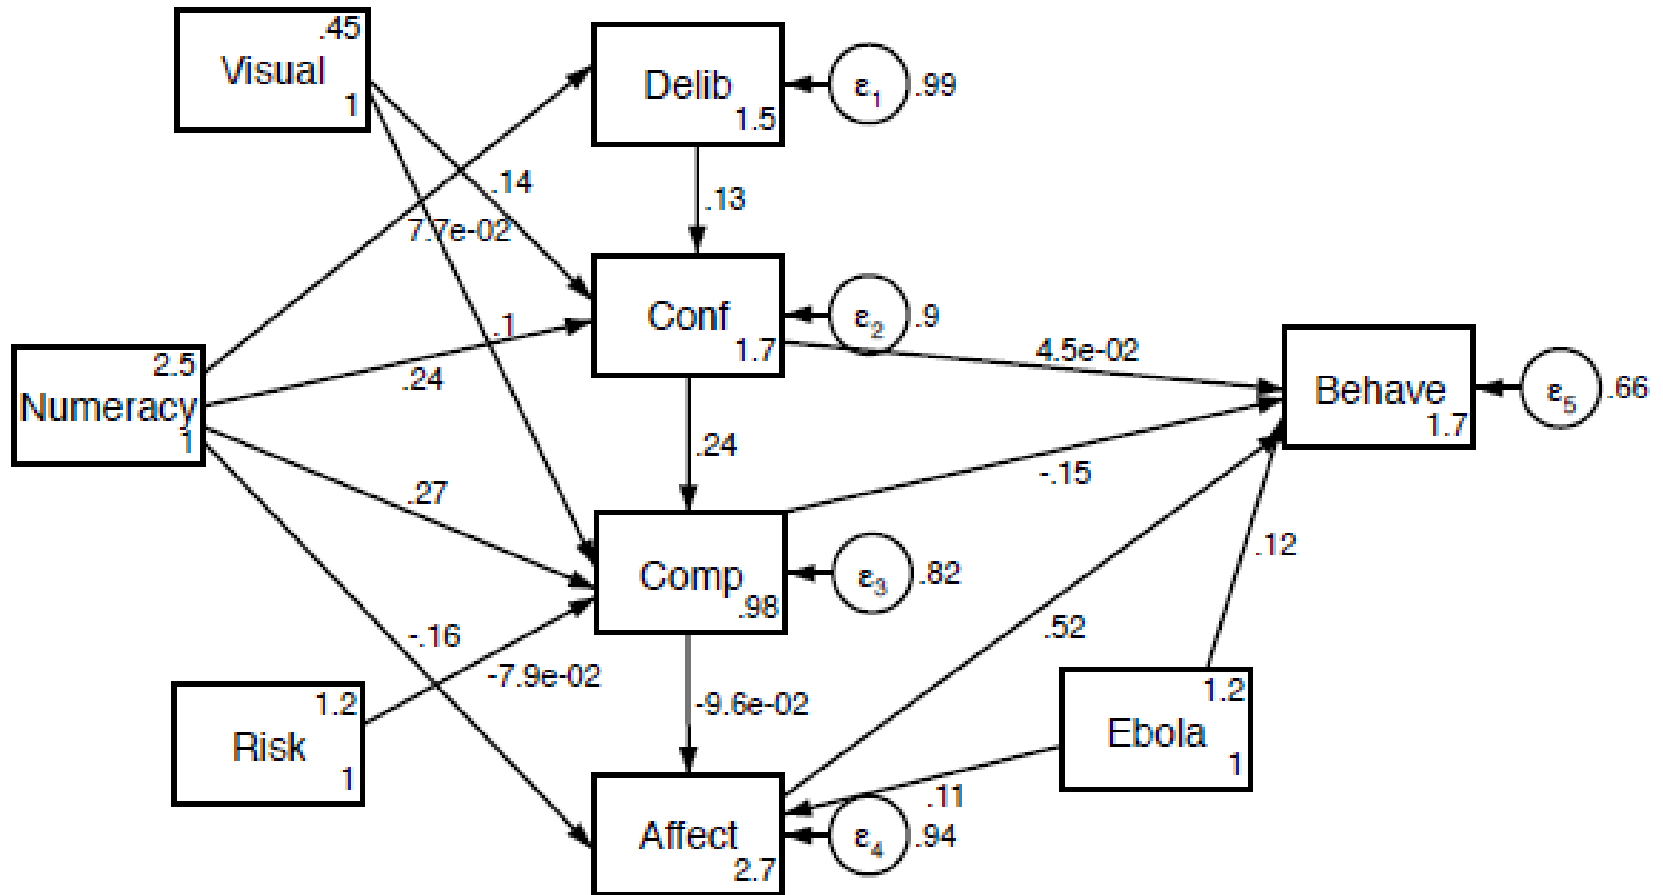 .45
Visual
1
Delib
1.5
ε1
.99
.14
7.7e-02
.13
Conf
1.7
ε2
.9
.1
.24
4.5e-02
2.5
Numeracy
1
Behave
1.7
ε5
.66
.27
.24
-.15
Comp
.98
ε3
.82
.12
-.16
-7.9e-02
.52
1.2
Risk
1
-9.6e-02
1.2
Ebola
1
.11
Affect
2.7
ε4
.94